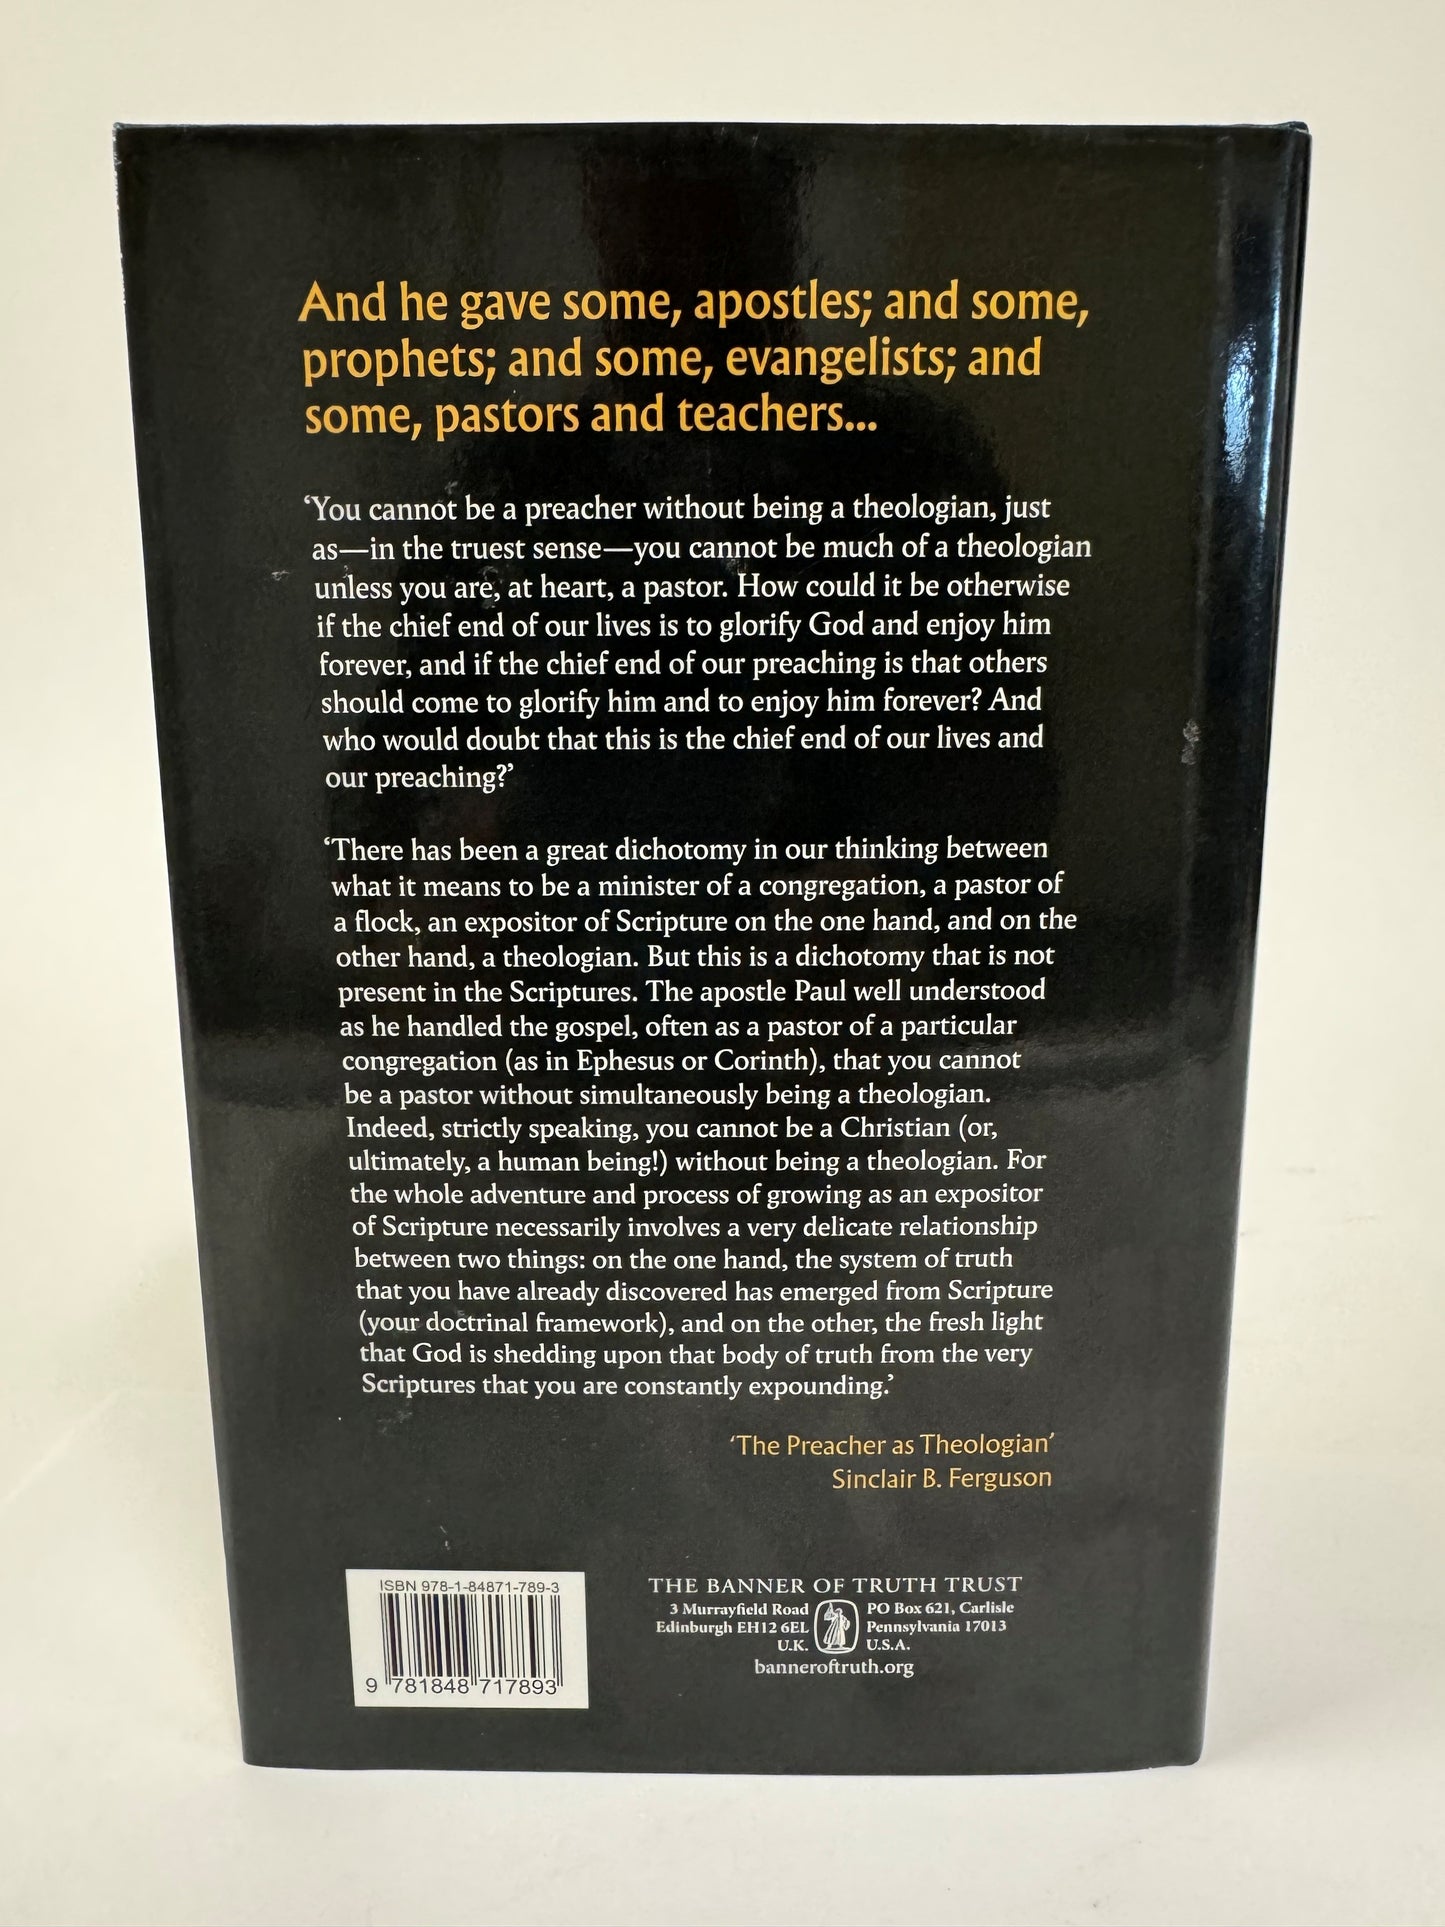 And he gave some, apostles; and some,
prophets; and some, evangelists; and
some, pastors and teachers...
‘You cannot be a preacher without being a theologian, just
as—in the truest sense—you cannot be much of a theologian
unless you are, at heart, a pastor. How could it be otherwise
if the chief end of our lives is to glorify God and enjoy him
forever, and if the chief end of our preaching is that others
should come to glorify him and to enjoy him forever? And
who would doubt that this is the chief end of our lives and
our preaching?’
‘There has been a great dichotomy in our thinking between
what it means to be a minister of a congregation, a pastor of
a flock, an expositor of Scripture on the one hand, and on the
other hand, a theologian. But this is a dichotomy that is not
present in the Scriptures. The apostle Paul well understood
as he handled the gospel, often as a pastor of a particular
congregation (as in Ephesus or Corinth), that you cannot
be a pastor without simultaneously being a theologian.
Indeed, strictly speaking, you cannot be a Christian (or,
ultimately, a human being!) without being a theologian. For
the whole adventure and process of growing as an expositor
of Scripture necessarily involves a very delicate relationship
between two things: on the one hand, the system of truth
that you have already discovered has emerged from Scripture
(your doctrinal framework), and on the other, the fresh light
that God is shedding upon that body of truth from the very
Scriptures that you are constantly expounding.’
‘The Preacher as Theologian’
Sinclair B. Ferguson
ISBN 978-1-84871-789-3
9 781848 717893
THE BANNER OF TRUTH TRUST
3 Murrayfield Road
Edinburgh EH12 6EL
U.K.
PO Box 621, Carlisle
Pennsylvania 17013
U.S.A.
banneroftruth.org